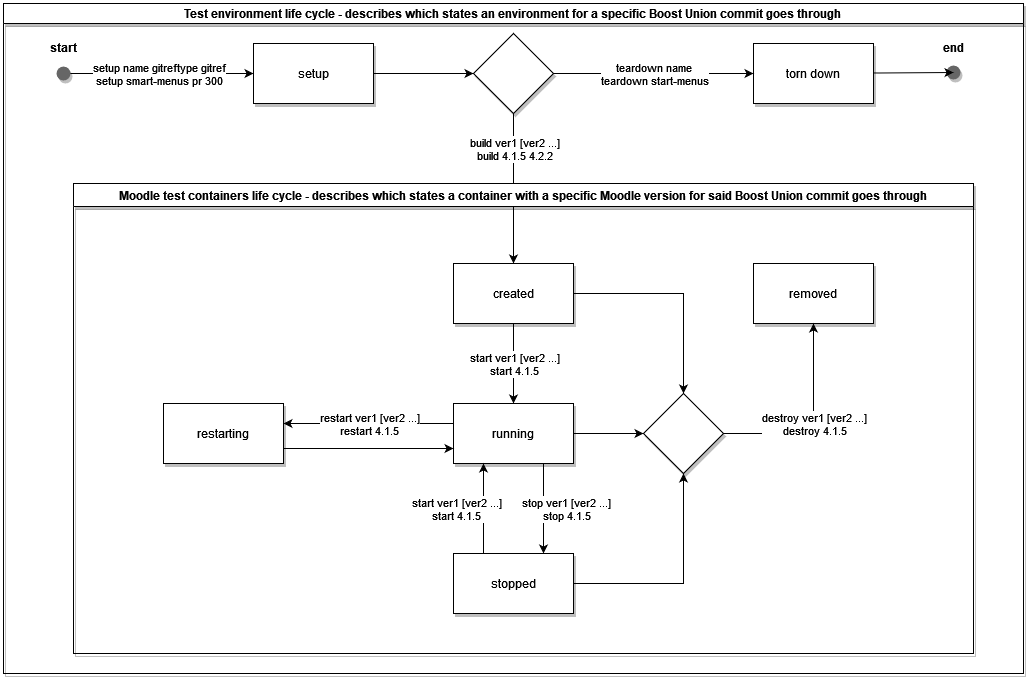 Test environment life cycle - describes which states an environment for a specific Boost Union commit goes through
start
end
setup name gitreftype gitref
setup smart-menus pr 300
setup
teardown name
teardown start-menus
torn down
build ver1 [ver2 ...]
build 4.1.5 4.2.2
Moodle test containers life cycle - describes which states a container with a specific Moodle version for said Boost Union commit goes through
created
removed
start ver1 [ver2 ...]
start 4.1.5
restarting
restart ver1 [ver2 ...]
restart 4.1.5
running
destroy ver1 [ver2 ...]
destroy 4.1.5
start ver1 [ver2 ...]
start 4.1.5
stop ver1 [ver2 ...]
stop 4.1.5
stopped